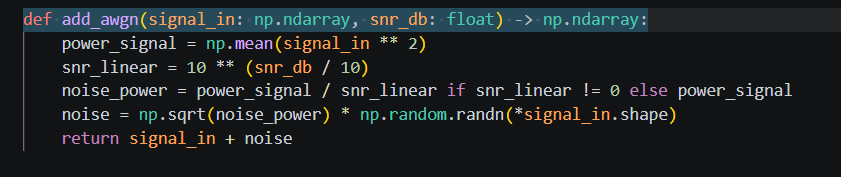 def add_awgn(signal_in: np.ndarray, snr_db: float) -> np.ndarray:
    power_signal = np.mean(signal_in ** 2)
    snr_linear = 10 ** (snr_db / 10)
    noise_power = power_signal / snr_linear if snr_linear != 0 else power_signal
    noise = np.sqrt(noise_power) * np.random.randn(*signal_in.shape)
    return signal_in + noise